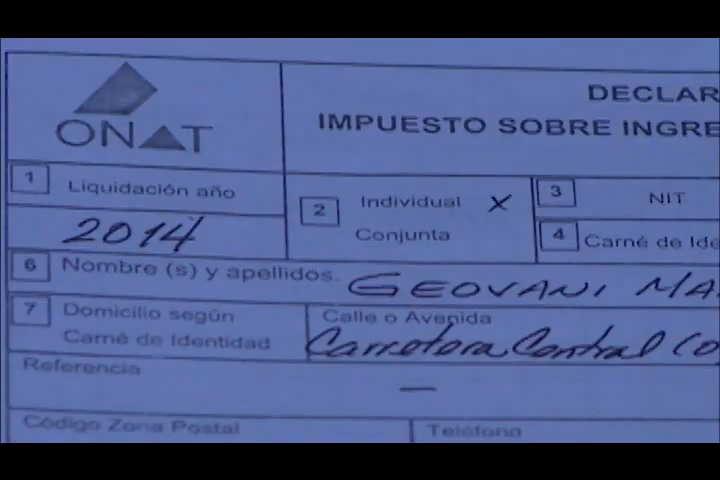 ONAT
DECLAR
IMPUESTO SOBRE INGRE
1 Liquidación año
2014
2 Individual X
Conjunta
3 NIT
4 Carné de Ide
6 Nombre (s) y apellidos. GEOVANI MA
7 Domicilio según
Carné de Identidad
Calle o Avenida
Carretera Central Co
Referencia
—
Código Zona Postal
Teléfono